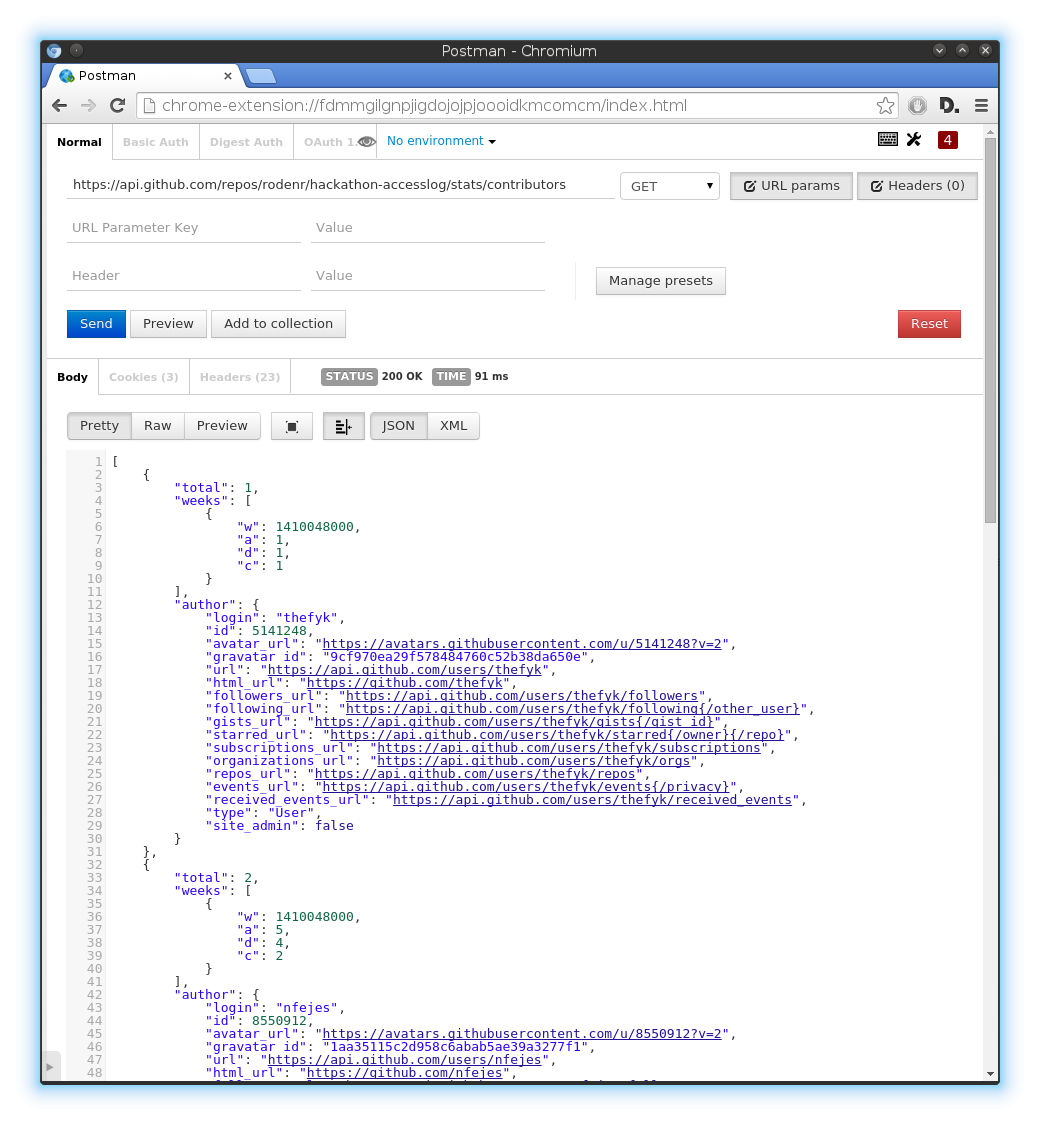 Postman - Chromium
Postman
chrome-extension://fdmmgilgnpjigdojojpjoooidkmcomcm/index.html
D.
Normal Basic Auth Digest Auth OAuth 1. No environment 4
https://api.github.com/repos/rodenr/hackathon-accesslog/stats/contributors GET URL params Headers (0)
URL Parameter Key Value
Header Value Manage presets
Send Preview Add to collection Reset
Body Cookies (3) Headers (23) STATUS 200 OK TIME 91 ms
Pretty Raw Preview JSON XML
1 [
2 {
3 "total": 1,
4 "weeks": [
5 {
6 "w": 1410048000,
7 "a": 1,
8 "d": 1,
9 "c": 1
10 }
11 ],
12 "author": {
13 "login": "thefyk",
14 "id": 5141248,
15 "avatar_url": "https://avatars.githubusercontent.com/u/5141248?v=2",
16 "gravatar_id": "9cf970ea29f578484760c52b38da650e",
17 "url": "https://api.github.com/users/thefyk",
18 "html_url": "https://github.com/thefyk",
19 "followers_url": "https://api.github.com/users/thefyk/followers",
20 "following_url": "https://api.github.com/users/thefyk/following{/other_user}",
21 "gists_url": "https://api.github.com/users/thefyk/gists{/gist_id}",
22 "starred_url": "https://api.github.com/users/thefyk/starred{/owner}{/repo}",
23 "subscriptions_url": "https://api.github.com/users/thefyk/subscriptions",
24 "organizations_url": "https://api.github.com/users/thefyk/orgs",
25 "repos_url": "https://api.github.com/users/thefyk/repos",
26 "events_url": "https://api.github.com/users/thefyk/events{/privacy}",
27 "received_events_url": "https://api.github.com/users/thefyk/received_events",
28 "type": "User",
29 "site_admin": false
30 }
31 },
32 {
33 "total": 2,
34 "weeks": [
35 {
36 "w": 1410048000,
37 "a": 5,
38 "d": 4,
39 "c": 2
40 }
41 ],
42 "author": {
43 "login": "nfejes",
44 "id": 8550912,
45 "avatar_url": "https://avatars.githubusercontent.com/u/8550912?v=2",
46 "gravatar_id": "1aa35115c2d958c6abab5ae39a3277f1",
47 "url": "https://api.github.com/users/nfejes",
48 "html_url": "https://github.com/nfejes",